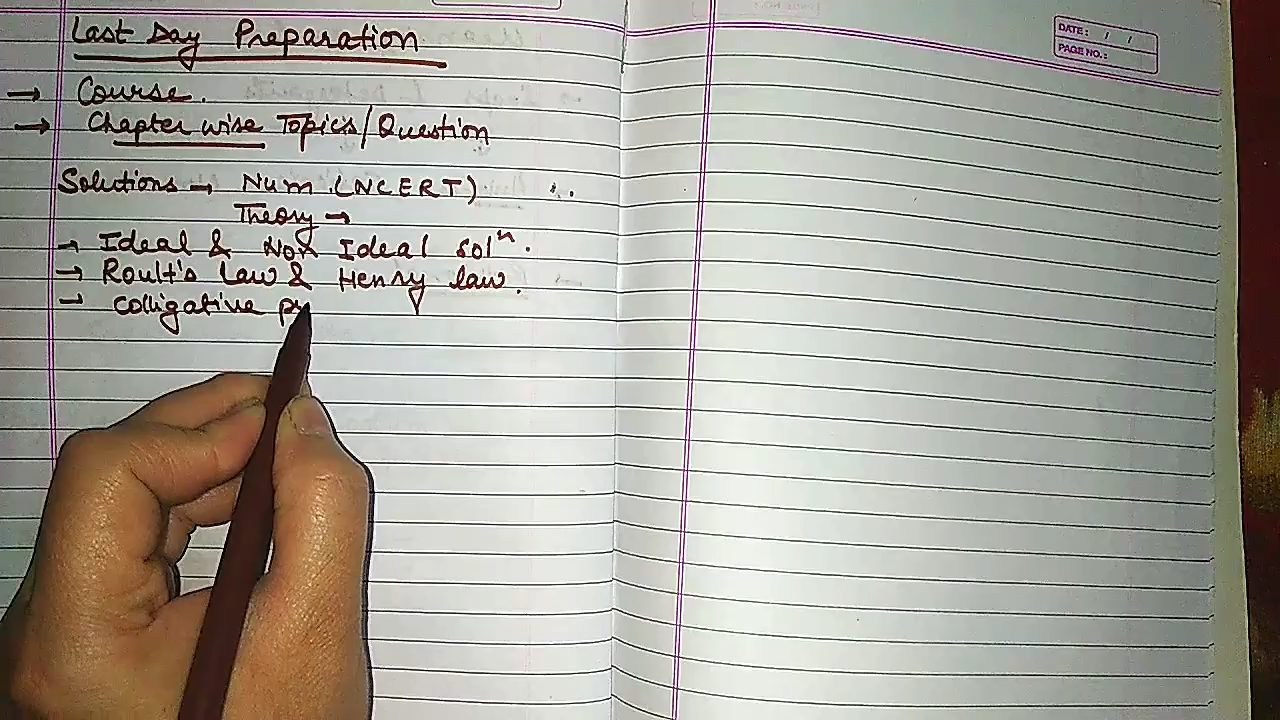 Last Day Preparation
→ Course.
→ Chapter wise Topics/Question
Solutions → Num (NCERT)
Theory →
→ Ideal & Non Ideal solⁿ.
→ Roult's Law & Henry law.
→ Colligative pr
DATE: / /
PAGE NO.: